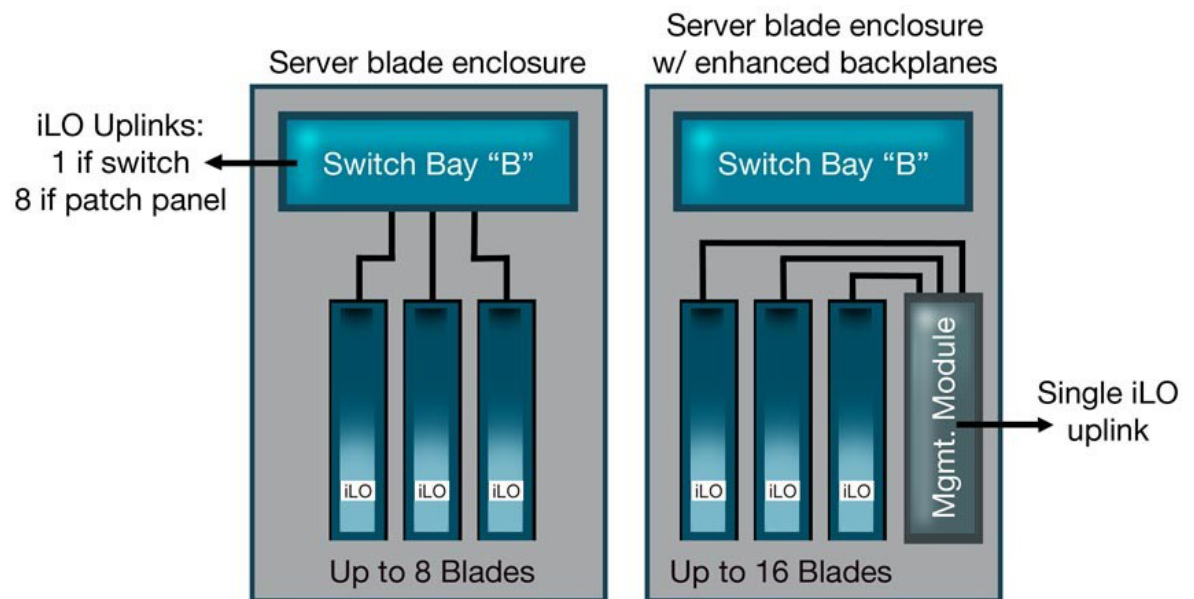 Server blade enclosure
iLO Uplinks:
1 if switch
8 if patch panel
Switch Bay “B”
iLO
iLO
iLO
Up to 8 Blades
Server blade enclosure
w/ enhanced backplanes
Switch Bay “B”
iLO
iLO
iLO
Mgmt. Module
Single iLO
uplink
Up to 16 Blades